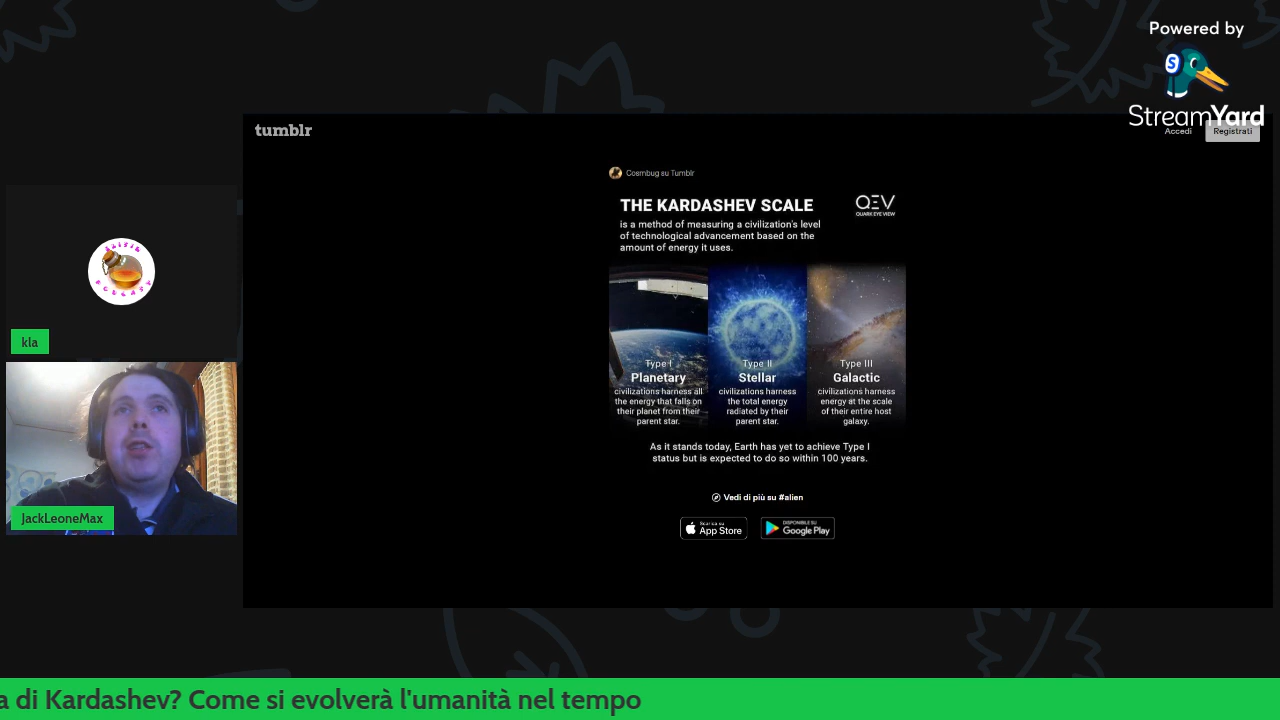 Powered by
StreamYard
tumblr
Accedi
Registrati
Cosmbug su Tumblr
THE KARDASHEV SCALE
QEV
QUARK EYE VIEW
is a method of measuring a civilization's level
of technological advancement based on the
amount of energy it uses.
Type I
Planetary
civilizations harness all
the energy that falls on
their planet from their
parent star.
Type II
Stellar
civilizations harness
the total energy
radiated by their
parent star.
Type III
Galactic
civilizations harness
energy at the scale
of their entire host
galaxy.
As it stands today, Earth has yet to achieve Type I
status but is expected to do so within 100 years.
Vedi di più su #alien
Scarica su
App Store
DISPONIBILE SU
Google Play
ELISIR
PODCAST
kla
JackLeoneMax
a di Kardashev? Come si evolverà l'umanità nel tempo